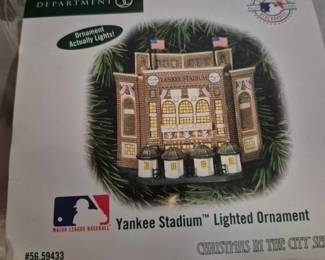 DEPARTMENT 56
Ornament
Actually Lights!
YANKEE STADIUM
MAJOR LEAGUE BASEBALL
Yankee Stadium™ Lighted Ornament
#56.59433
CHRISTMAS IN THE CITY SE